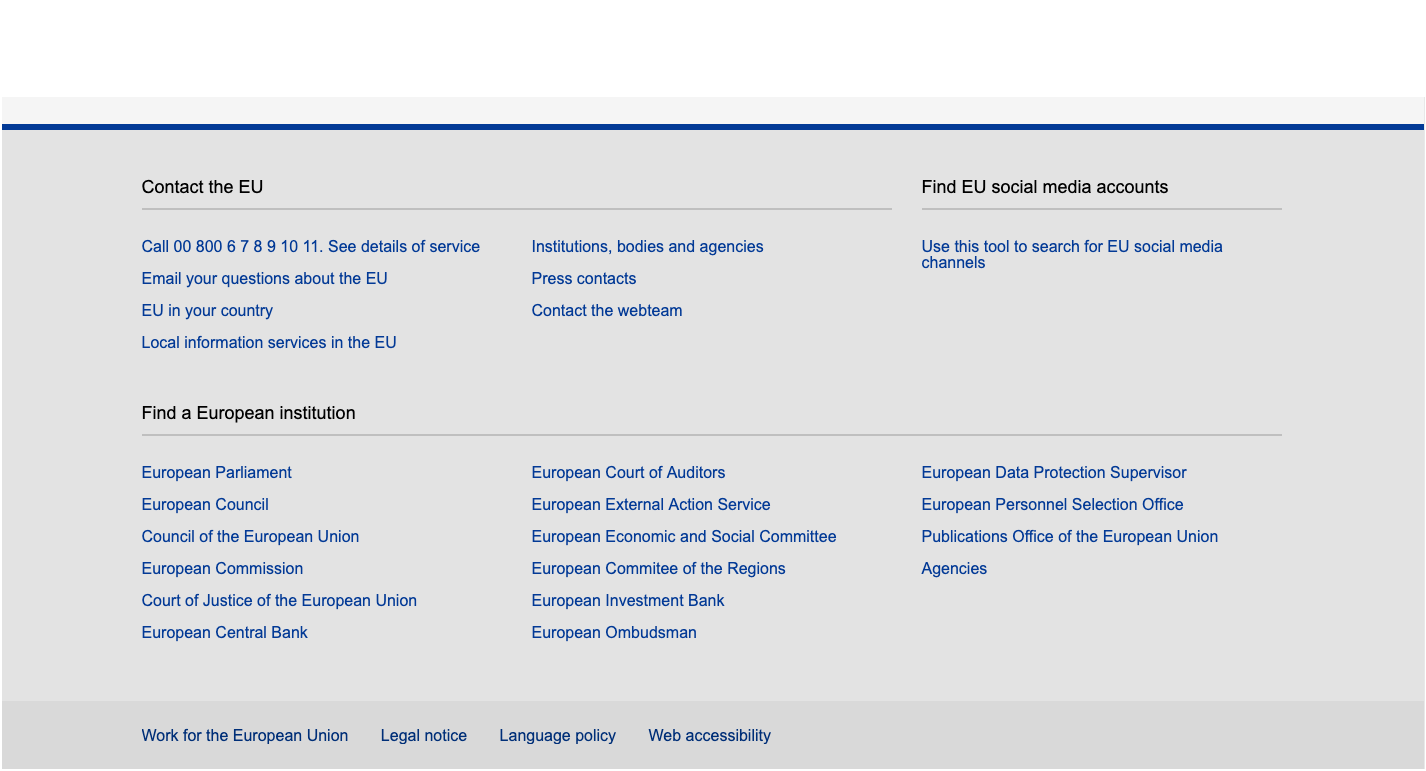 Contact the EU
Call 00 800 6 7 8 9 10 11. See details of service
Email your questions about the EU
EU in your country
Local information services in the EU
Institutions, bodies and agencies
Press contacts
Contact the webteam
Find EU social media accounts
Use this tool to search for EU social media
channels
Find a European institution
European Parliament
European Council
Council of the European Union
European Commission
Court of Justice of the European Union
European Central Bank
European Court of Auditors
European External Action Service
European Economic and Social Committee
European Commitee of the Regions
European Investment Bank
European Ombudsman
European Data Protection Supervisor
European Personnel Selection Office
Publications Office of the European Union
Agencies
Work for the European Union
Legal notice
Language policy
Web accessibility